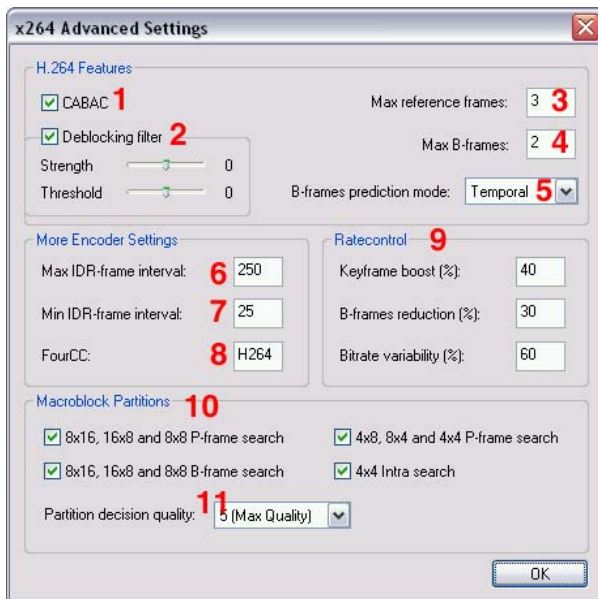 x264 Advanced Settings
H.264 Features
CABAC 1
Max reference frames: 3 3
Deblocking filter 2
Max B-frames: 2 4
Strength 0
Threshold 0
B-frames prediction mode: Temporal 5
More Encoder Settings
Max IDR-frame interval: 6 250
Min IDR-frame interval: 7 25
FourCC: 8 H264
Ratecontrol 9
Keyframe boost (%): 40
B-frames reduction (%): 30
Bitrate variability (%): 60
Macroblock Partitions 10
8x16, 16x8 and 8x8 P-frame search
4x8, 8x4 and 4x4 P-frame search
8x16, 16x8 and 8x8 B-frame search
4x4 Intra search
Partition decision quality: 11 5 (Max Quality)
OK